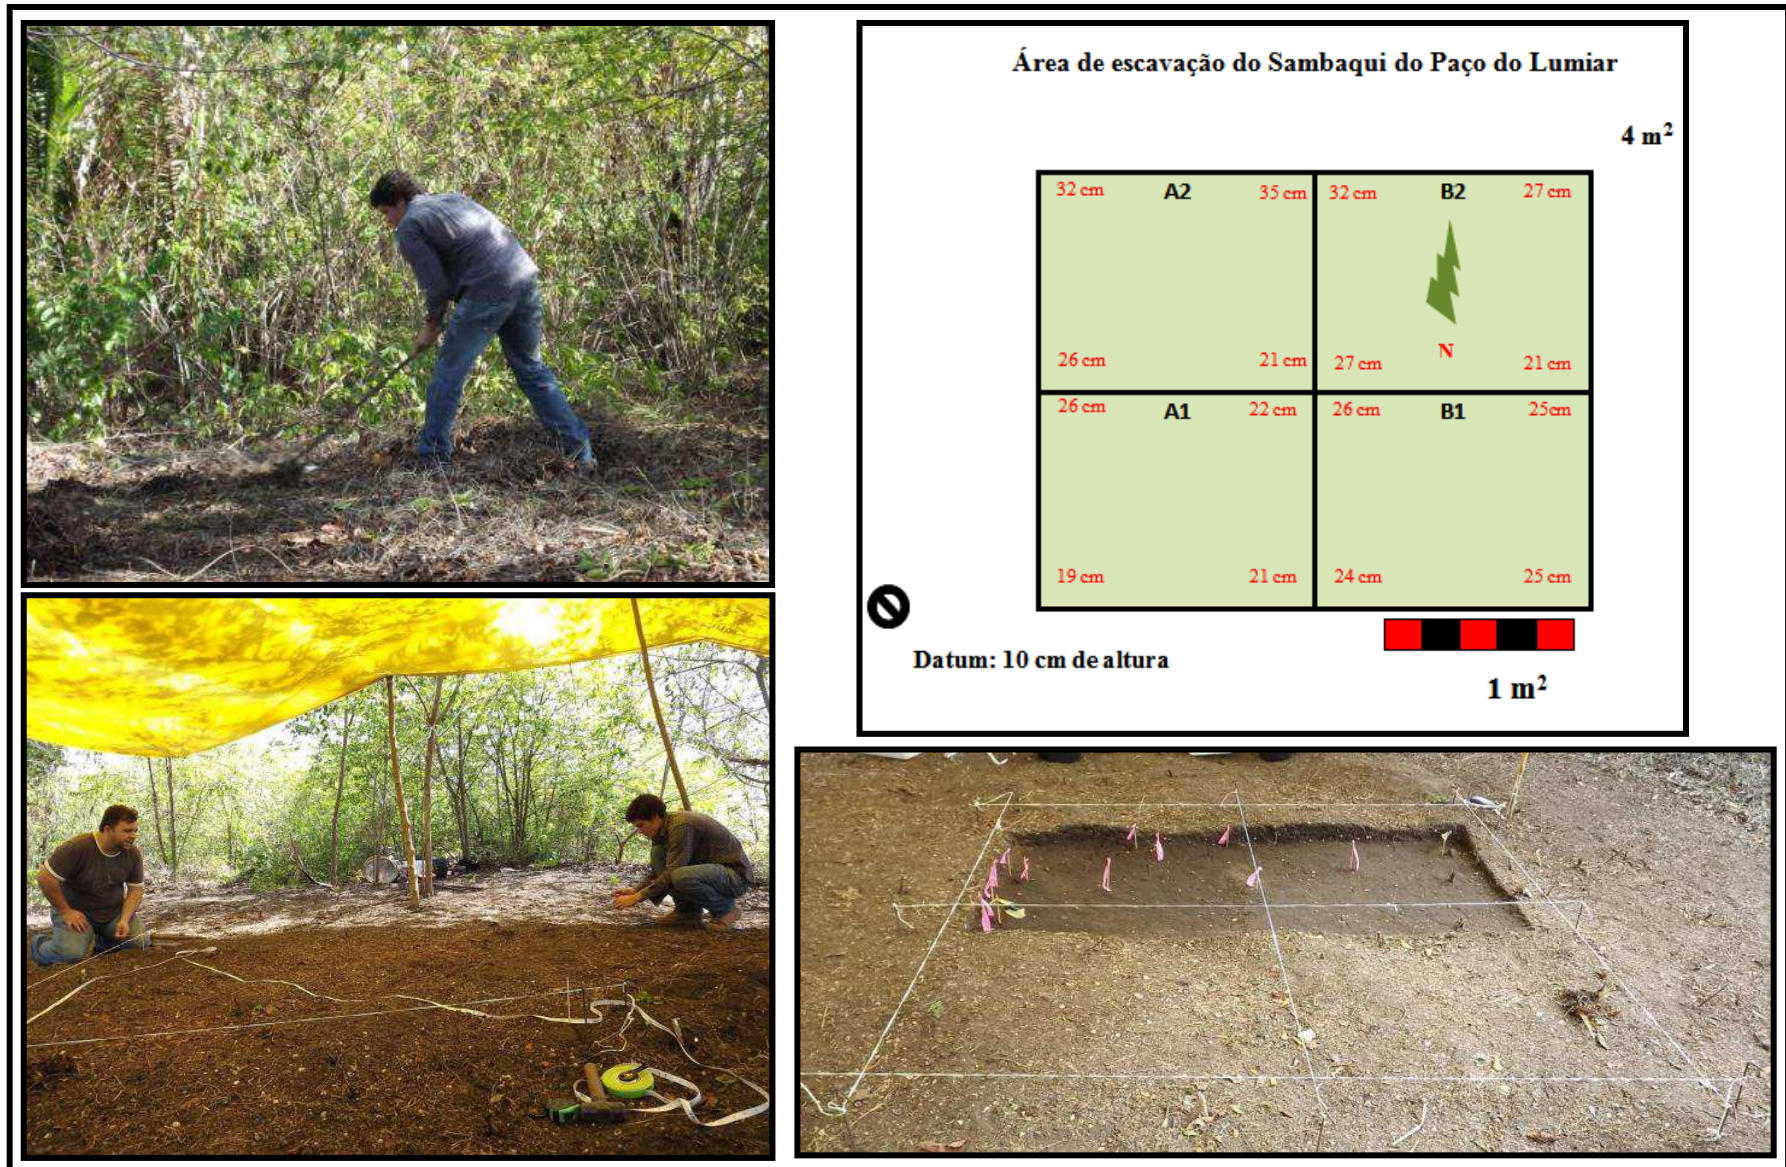 Área de escavação do Sambaqui do Paço do Lumiar
4 m²
32 cm A2 35 cm 32 cm B2 27 cm
26 cm 21 cm 27 cm N 21 cm
26 cm A1 22 cm 26 cm B1 25cm
19 cm 21 cm 24 cm 25 cm
Datum: 10 cm de altura
1 m²